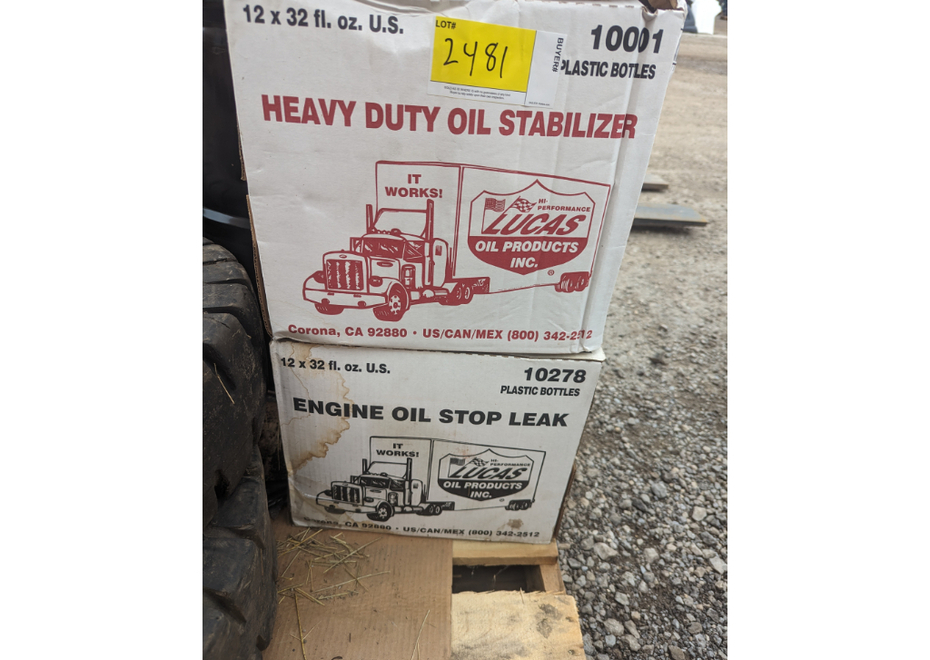 12 x 32 fl. oz. U.S.
LOT#
2481
BUYER#
10001
PLASTIC BOTTLES
HEAVY DUTY OIL STABILIZER
IT
WORKS!
HI-
PERFORMANCE
LUCAS
OIL PRODUCTS
INC.
®
Corona, CA 92880 • US/CAN/MEX (800) 342-2512
12 x 32 fl. oz. U.S.
10278
PLASTIC BOTTLES
ENGINE OIL STOP LEAK
IT
WORKS!
HI-
PERFORMANCE
LUCAS
OIL PRODUCTS
INC.
CA 92880 • US/CAN/MEX (800) 342-2512